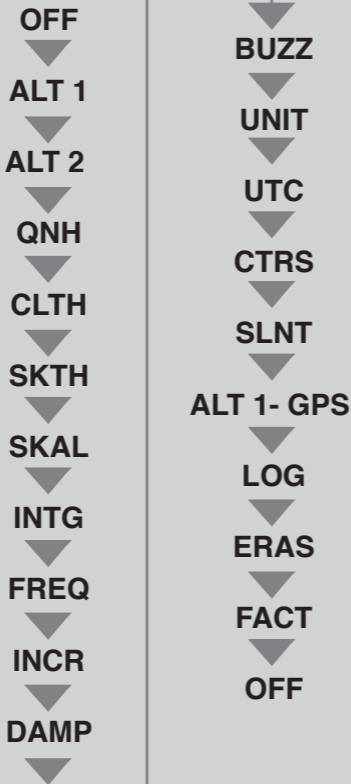 OFF
ALT 1
ALT 2
QNH
CLTH
SKTH
SKAL
INTG
FREQ
INCR
DAMP
BUZZ
UNIT
UTC
CTRS
SLNT
ALT 1- GPS
LOG
ERAS
FACT
OFF